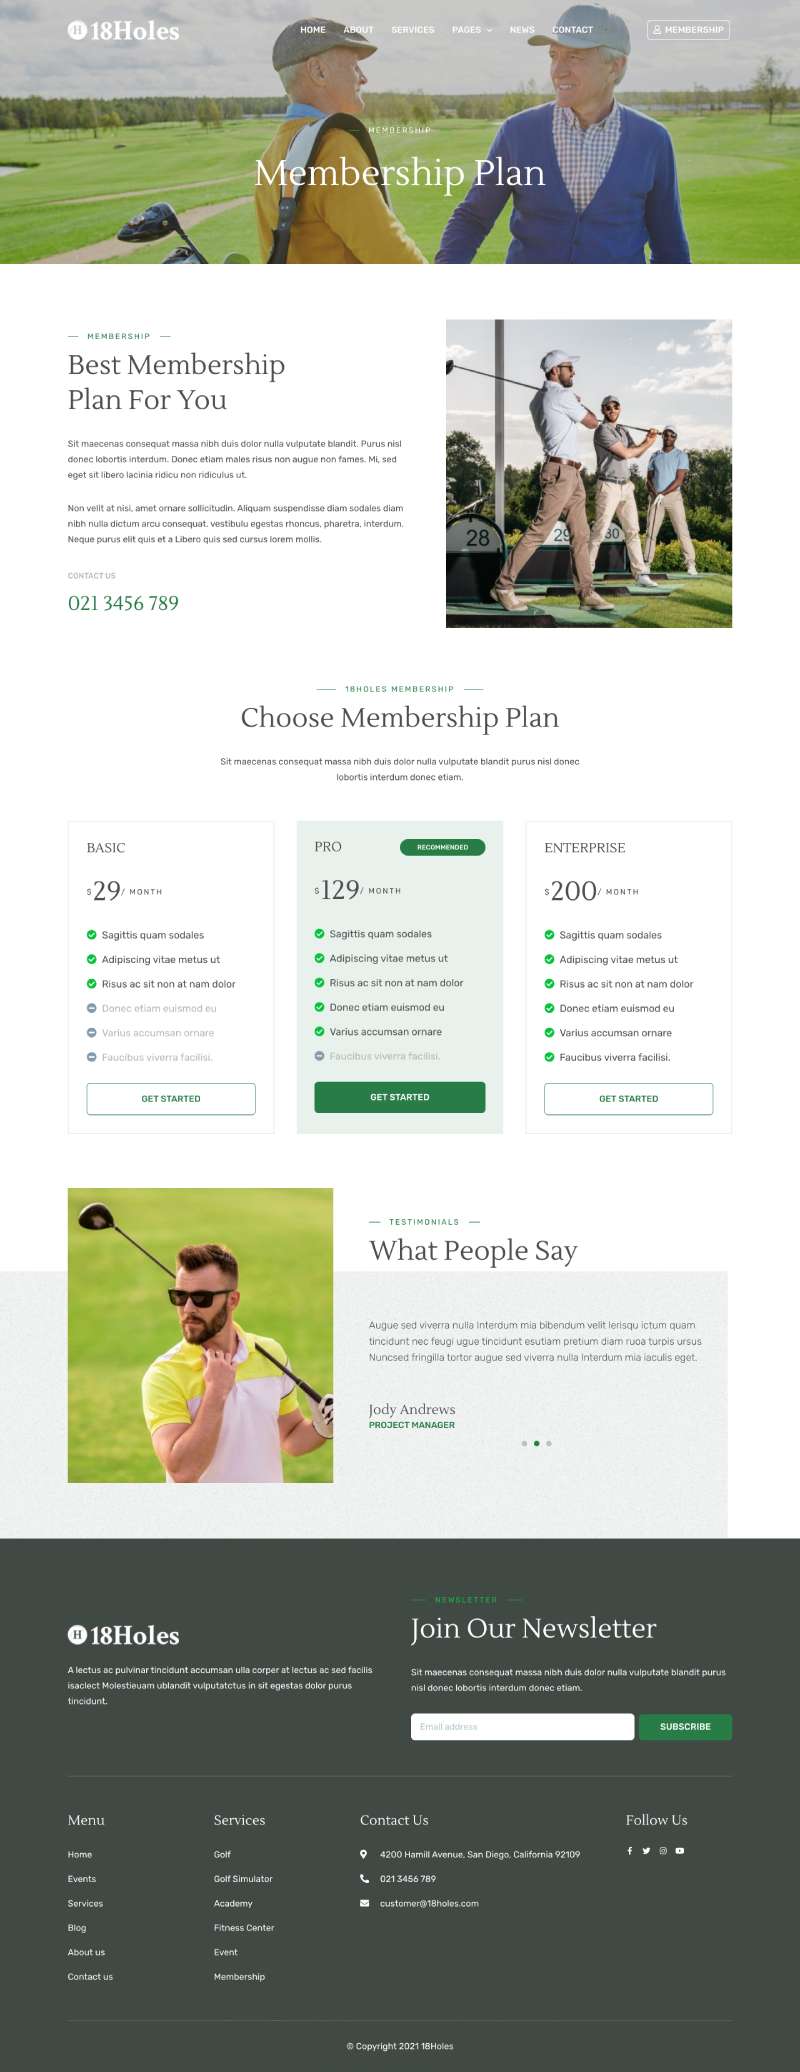 H 18Holes
HOME ABOUT SERVICES PAGES NEWS CONTACT MEMBERSHIP
MEMBERSHIP
Membership Plan
MEMBERSHIP
Best Membership
Plan For You
Sit maecenas consequat massa nibh duis dolor nulla vulputate blandit. Purus nisl
donec lobortis interdum. Donec etiam males risus non augue non fames. Mi, sed
eget sit libero lacinia ridicu non ridiculus ut.
Non velit at nisi, amet ornare sollicitudin. Aliquam suspendisse diam sodales diam
nibh nulla dictum arcu consequat, vestibulu egestas rhoncus, pharetra, interdum.
Neque purus elit quis et a Libero quis sed cursus lorem mollis.
CONTACT US
021 3456 789
28
29
30
18HOLES MEMBERSHIP
Choose Membership Plan
Sit maecenas consequat massa nibh duis dolor nulla vulputate blandit purus nisl donec
lobortis interdum donec etiam.
BASIC
$29/ MONTH
Sagittis quam sodales
Adipiscing vitae metus ut
Risus ac sit non at nam dolor
Donec etiam euismod eu
Varius accumsan ornare
Faucibus viverra facilisi.
GET STARTED
PRO
RECOMMENDED
$129/ MONTH
Sagittis quam sodales
Adipiscing vitae metus ut
Risus ac sit non at nam dolor
Donec etiam euismod eu
Varius accumsan ornare
Faucibus viverra facilisi.
GET STARTED
ENTERPRISE
$200/ MONTH
Sagittis quam sodales
Adipiscing vitae metus ut
Risus ac sit non at nam dolor
Donec etiam euismod eu
Varius accumsan ornare
Faucibus viverra facilisi.
GET STARTED
TESTIMONIALS
What People Say
Augue sed viverra nulla Interdum mia bibendum velit lerisqu ictum quam
tincidunt nec feugi ugue tincidunt esutiam pretium diam ruoa turpis ursus
Nuncsed fringilla tortor augue sed viverra nulla Interdum mia iaculis eget.
Jody Andrews
PROJECT MANAGER
H 18Holes
A lectus ac pulvinar tincidunt accumsan ulla corper at lectus ac sed facilis
isaclect Molestieuam ublandit vulputatctus in sit egestas dolor purus
tincidunt.
NEWSLETTER
Join Our Newsletter
Sit maecenas consequat massa nibh duis dolor nulla vulputate blandit purus
nisl donec lobortis interdum donec etiam.
Email address
SUBSCRIBE
Menu
Home
Events
Services
Blog
About us
Contact us
Services
Golf
Golf Simulator
Academy
Fitness Center
Event
Membership
Contact Us
4200 Hamill Avenue, San Diego, California 92109
021 3456 789
customer@18holes.com
Follow Us
© Copyright 2021 18Holes